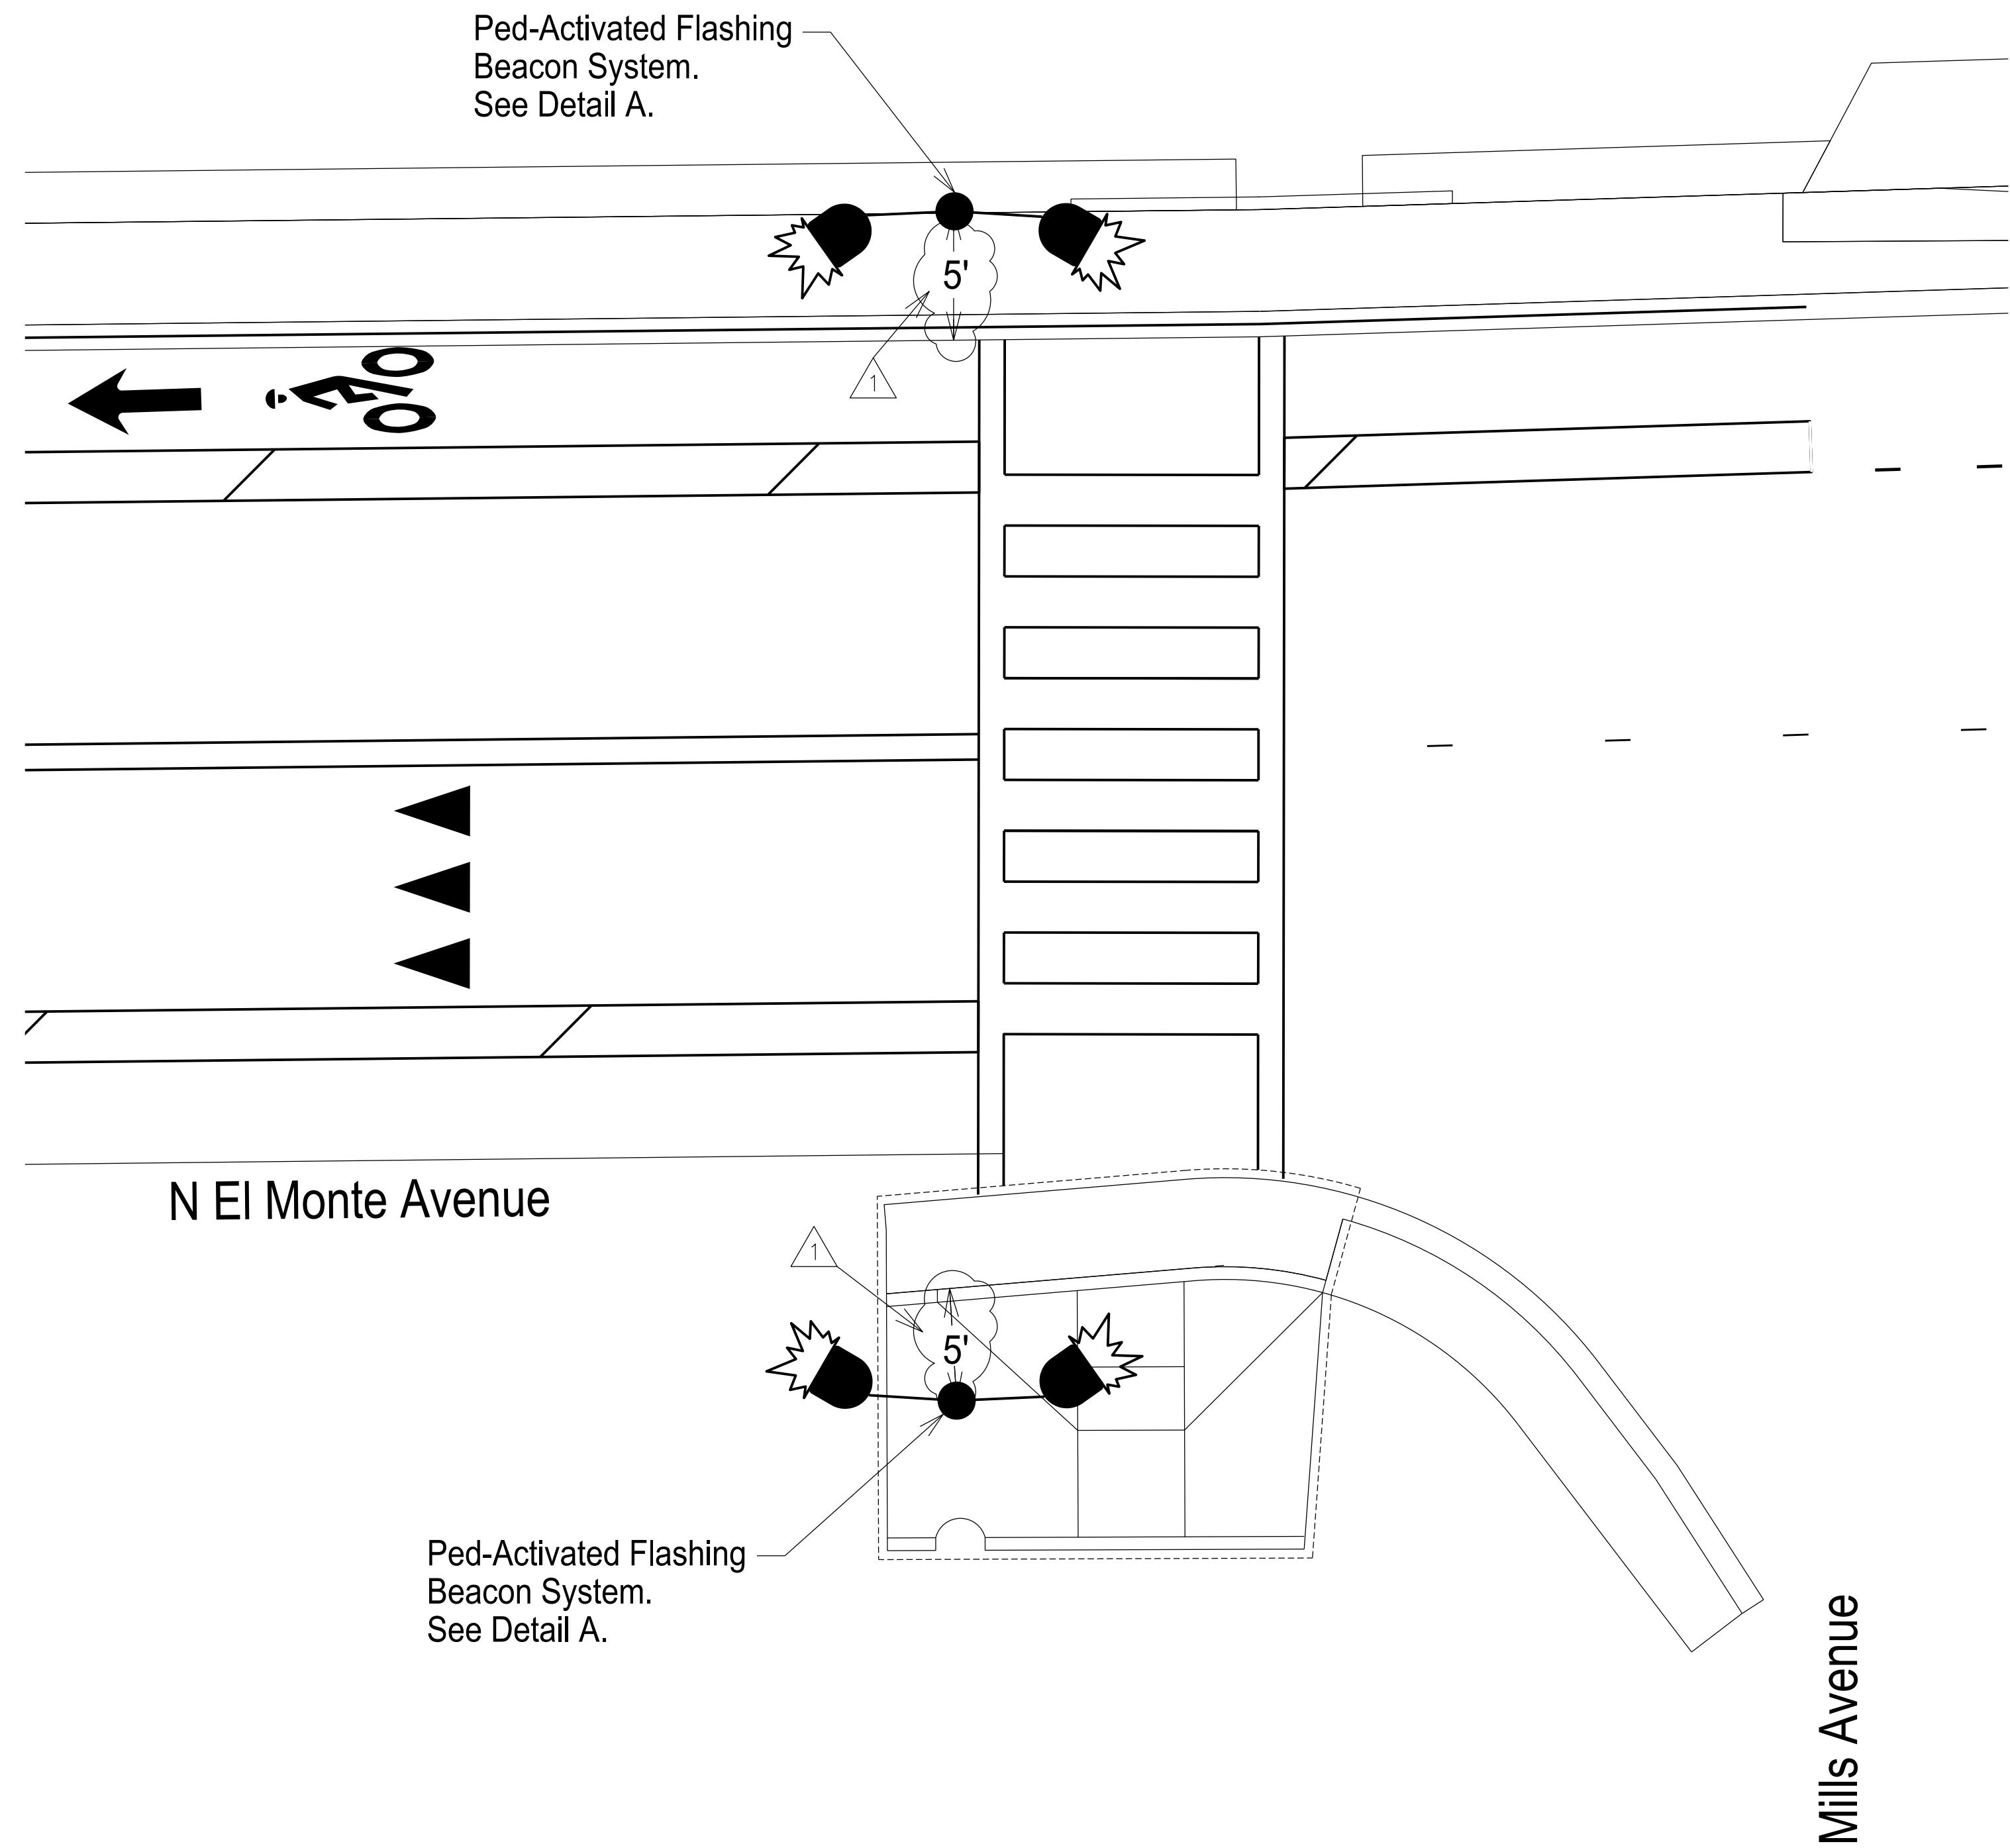 Ped-Activated Flashing
Beacon System.
See Detail A.
5'
1
N El Monte Avenue
1
5'
Ped-Activated Flashing
Beacon System.
See Detail A.
Mills Avenue